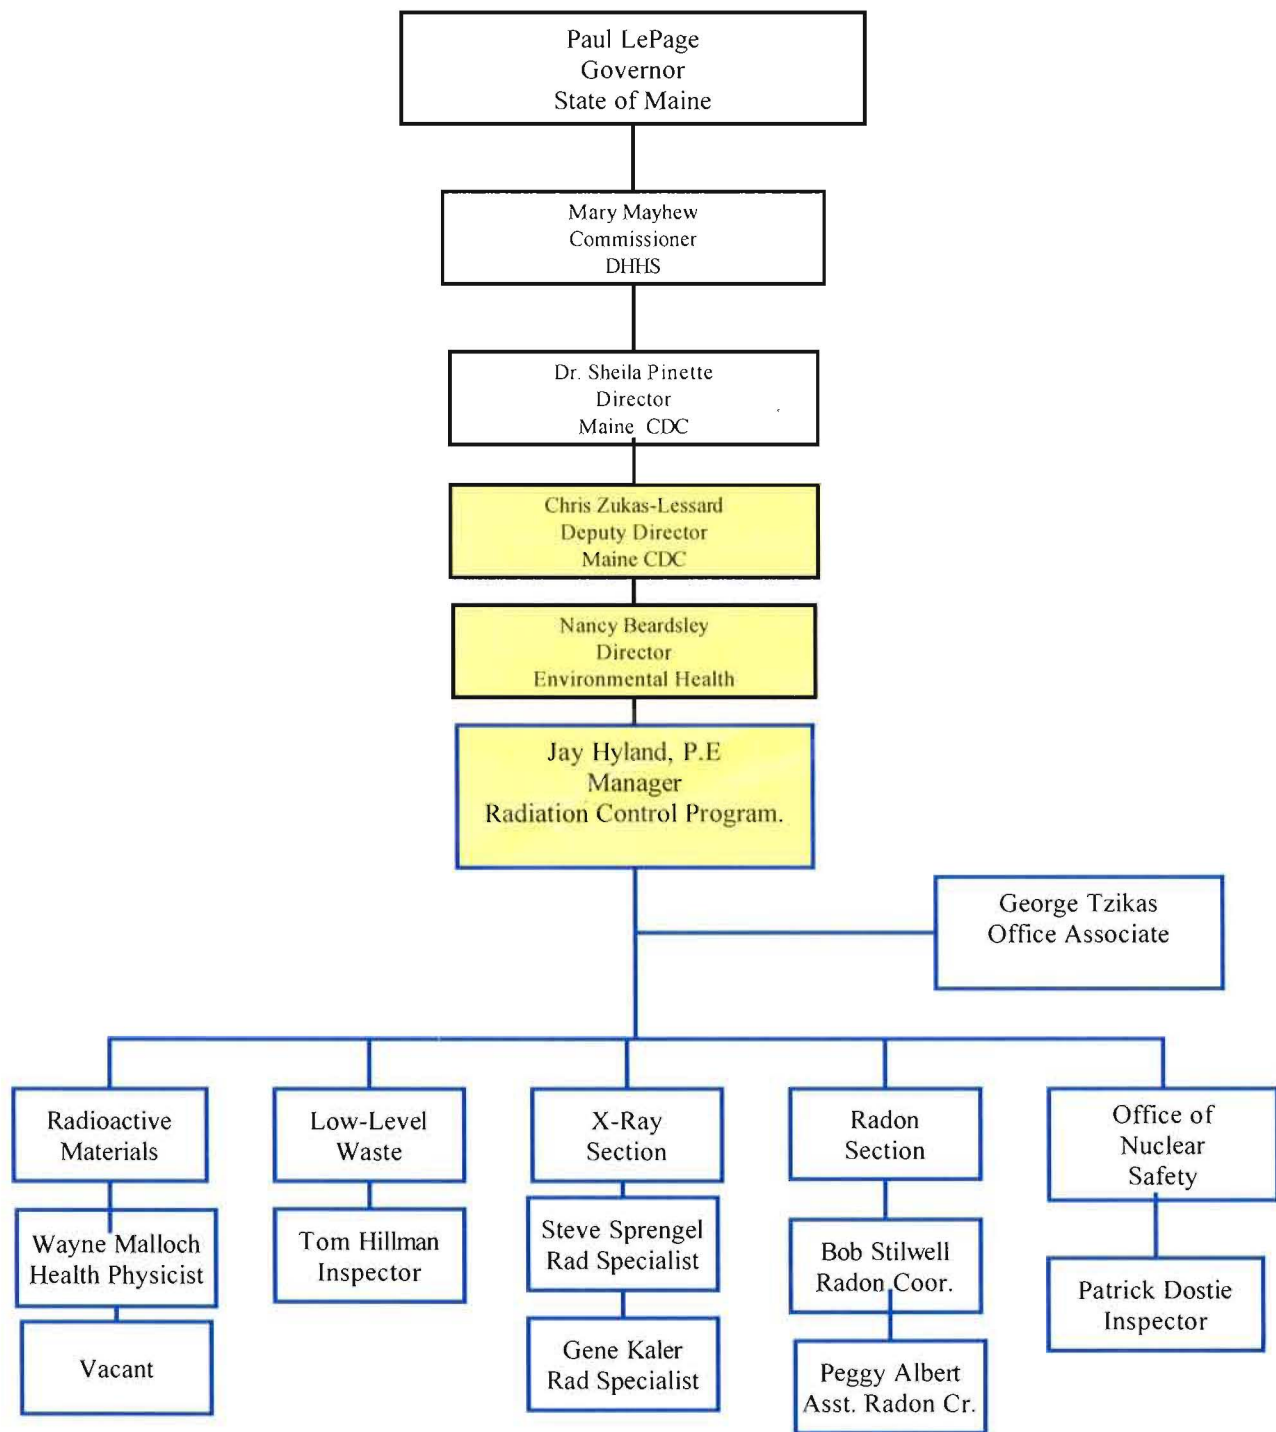 Paul LePage
Governor
State of Maine
Mary Mayhew
Commissioner
DHHS
Dr. Sheila Pinette
Director
Maine CDC
Chris Zukas-Lessard
Deputy Director
Maine CDC
Nancy Beardsley
Director
Environmental Health
Jay Hyland, P.E
Manager
Radiation Control Program.
George Tzikas
Office Associate
Radioactive
Materials
Wayne Malloch
Health Physicist
Vacant
Low-Level
Waste
Tom Hillman
Inspector
X-Ray
Section
Steve Sprengel
Rad Specialist
Gene Kaler
Rad Specialist
Radon
Section
Bob Stilwell
Radon Coor.
Peggy Albert
Asst. Radon Cr.
Office of
Nuclear
Safety
Patrick Dostie
Inspector